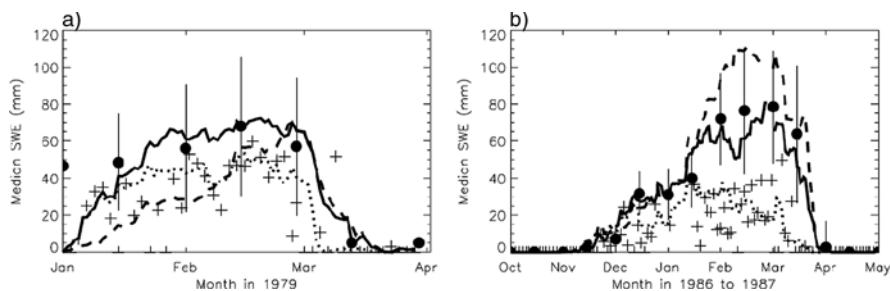 a)
120
100
80
60
40
20
0
Median SWE (mm)
Jan Feb Mar Apr
Month in 1979
b)
120
100
80
60
40
20
0
Median SWE (mm)
Oct Nov Dec Jan Feb Mar Apr May
Month in 1986 to 1987